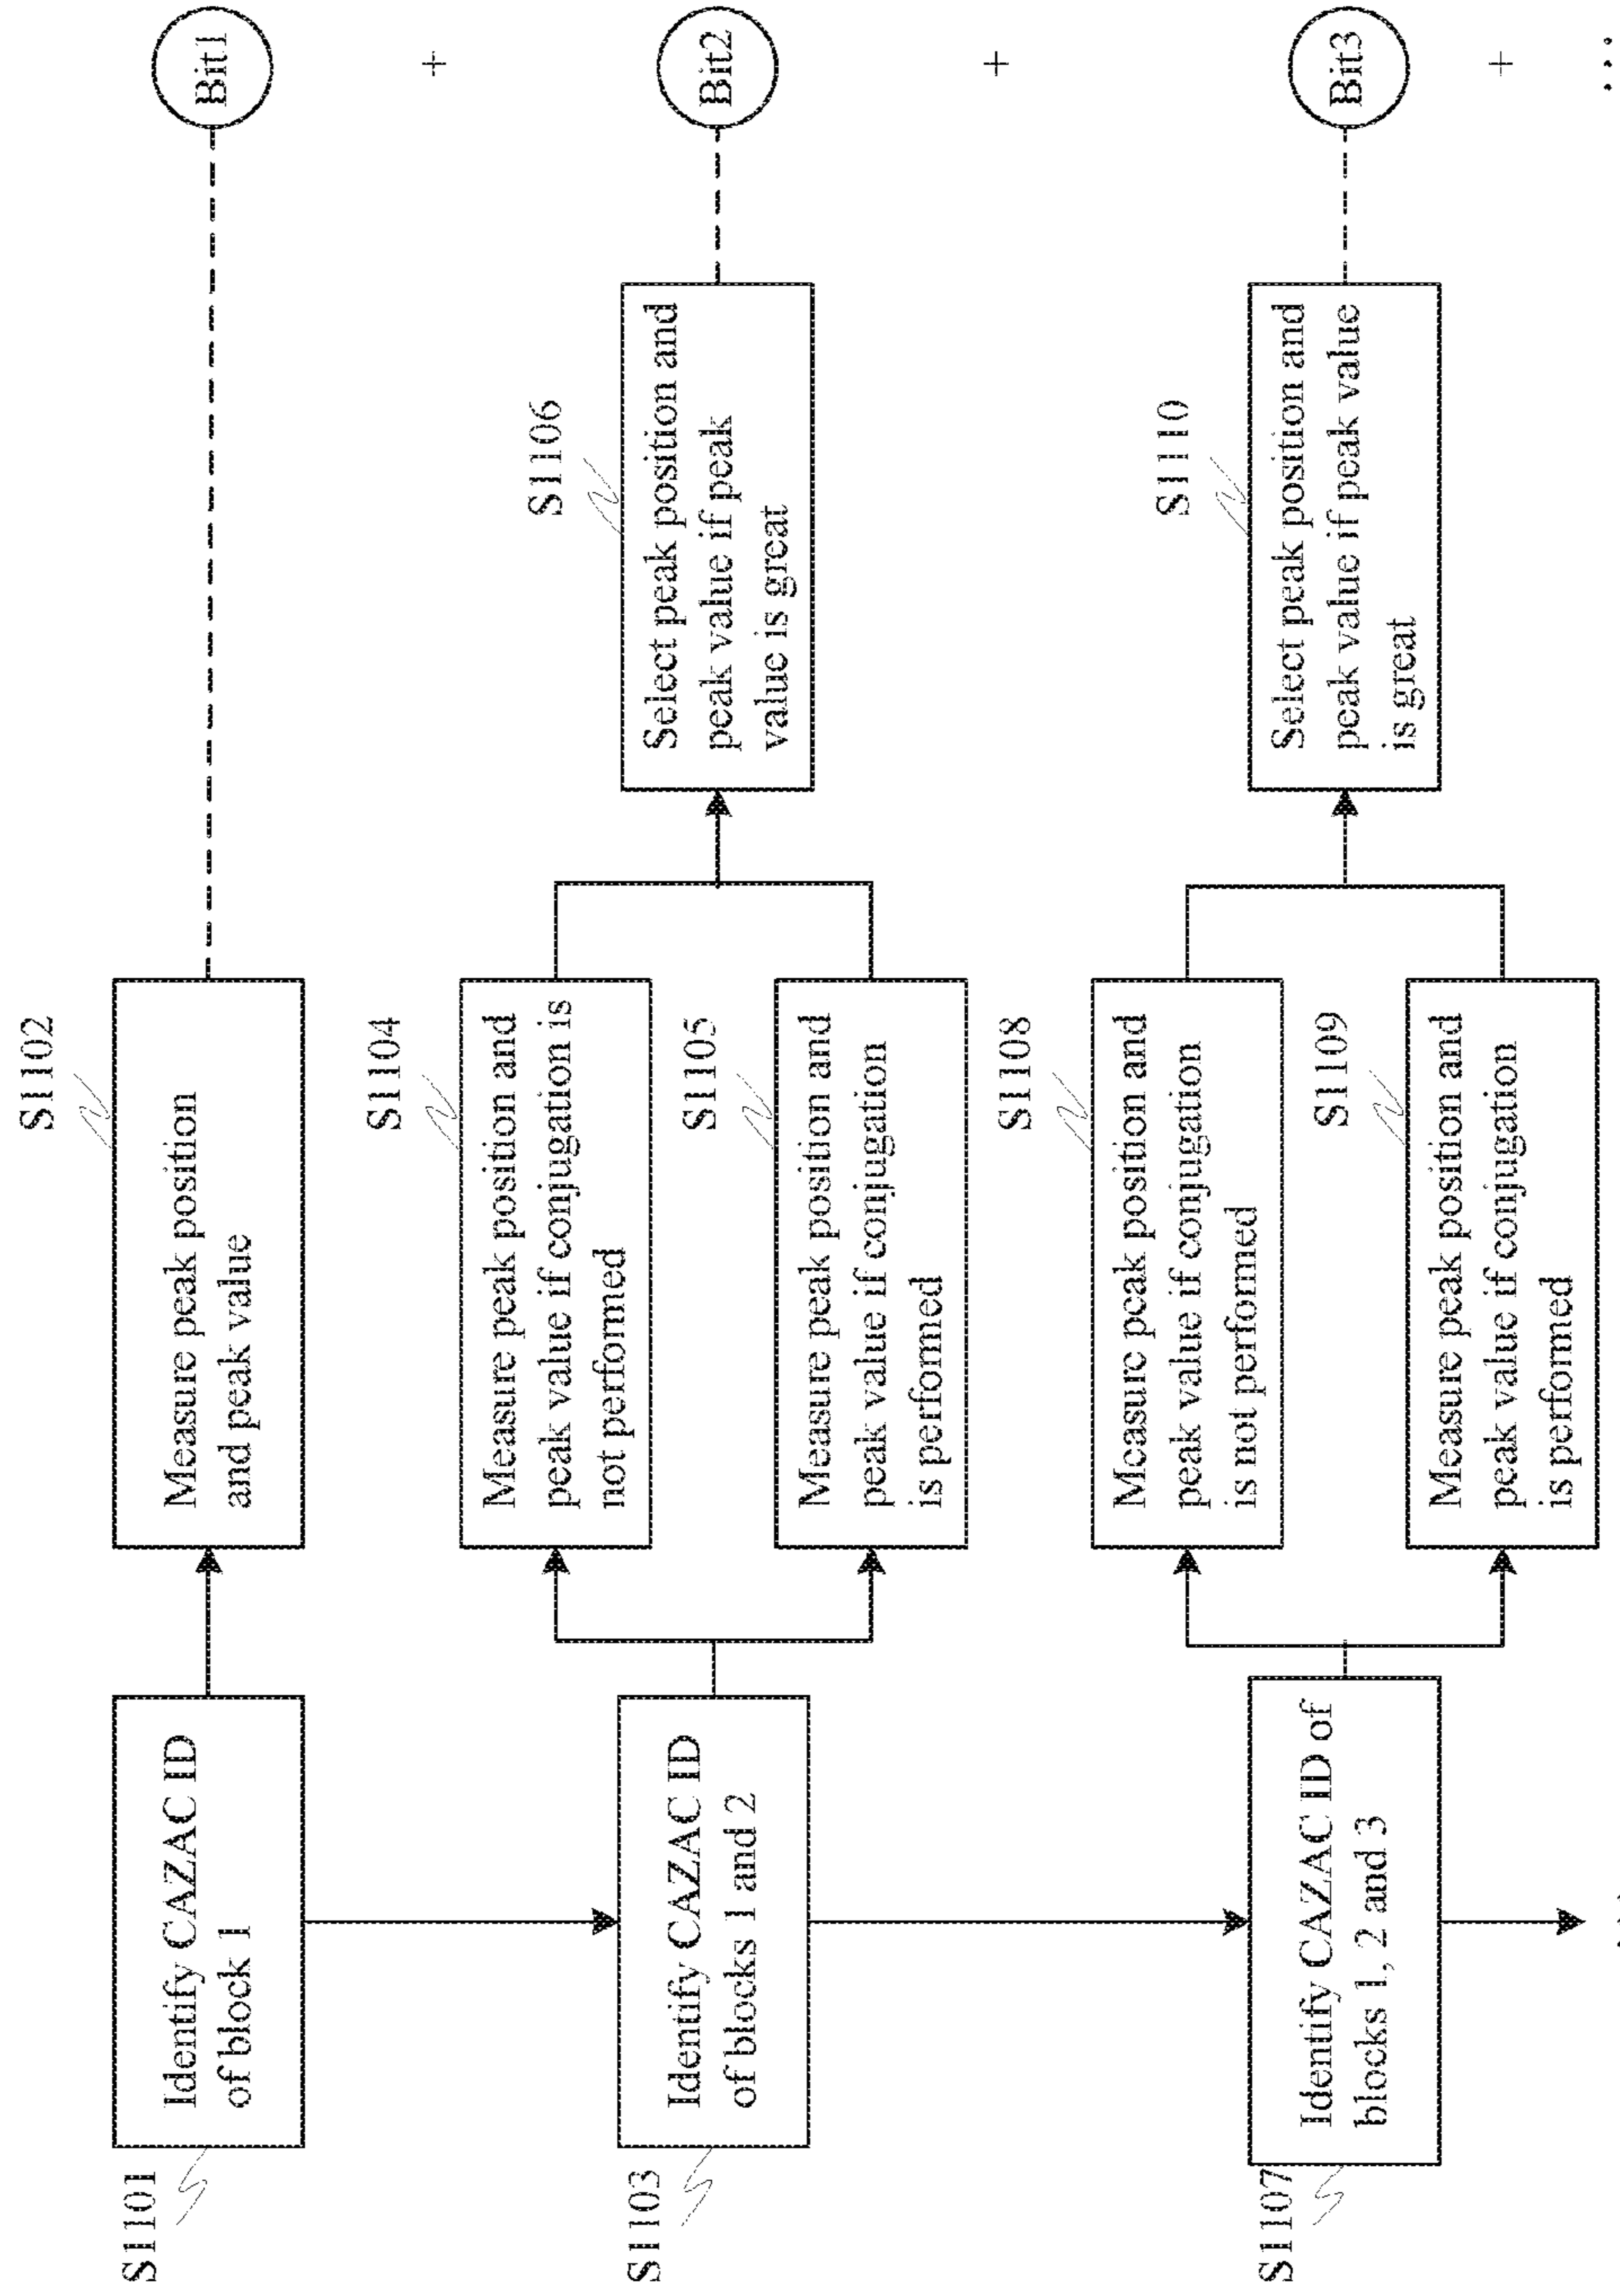 S1101
Identify CAZAC ID
of block 1
S1102
Measure peak position
and peak value
Bit1
+
S1103
Identify CAZAC ID
of blocks 1 and 2
S1104
Measure peak position and
peak value if conjugation is
not performed
S1105
Measure peak position and
peak value if conjugation
is performed
S1106
Select peak position and
peak value if peak
value is great
Bit2
+
S1107
Identify CAZAC ID of
blocks 1, 2 and 3
S1108
Measure peak position and
peak value if conjugation
is not performed
S1109
Measure peak position and
peak value if conjugation
is performed
S1110
Select peak position and
peak value if peak value
is great
Bit3
+
...